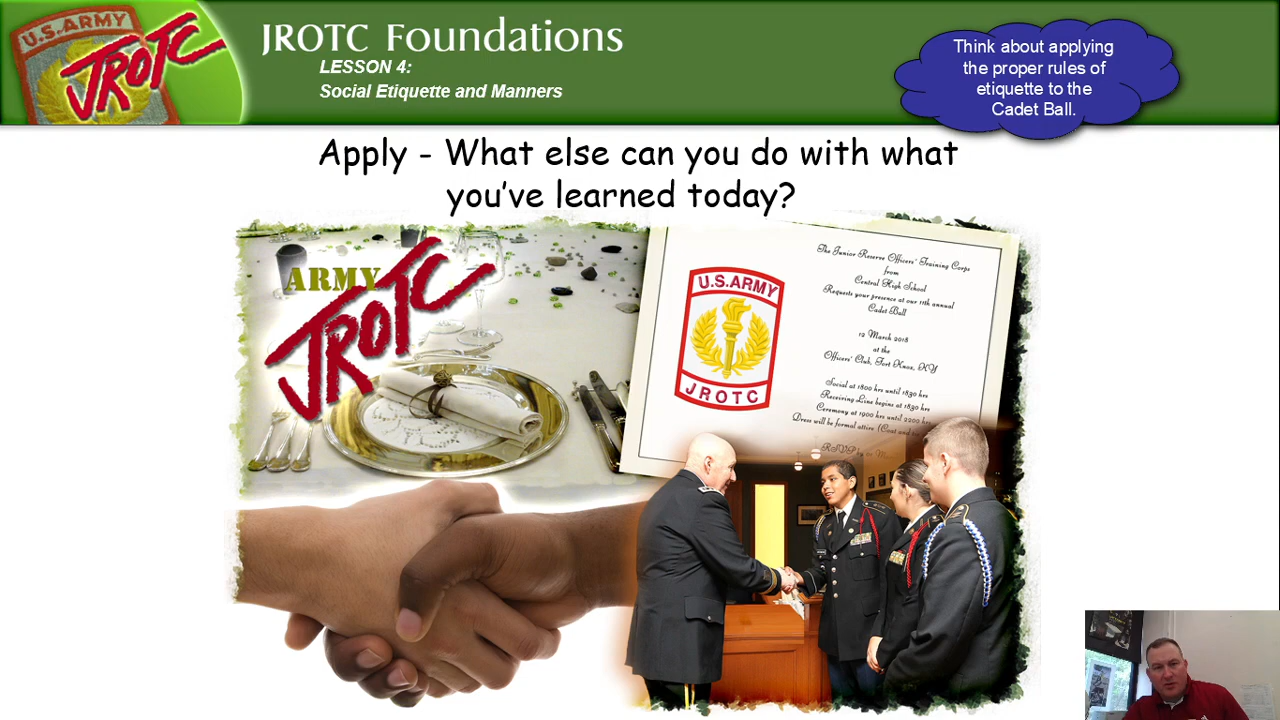 U.S.ARMY
JROTC
JROTC Foundations
LESSON 4:
Social Etiquette and Manners
Think about applying
the proper rules of
etiquette to the
Cadet Ball.
Apply - What else can you do with what
you've learned today?
ARMY
JROTC
U.S.ARMY
JROTC
The Junior Reserve Officers' Training Corps
from
Central High School
Requests your presence at our 11th annual
Cadet Ball
12 March 2018
at the
Officers' Club, Fort Knox, KY
Social at 1800 hrs until 1830 hrs
Receiving Line begins at 1830 hrs
Ceremony at 1900 hrs until 2200 hrs
Dress will be formal attire (Coat and
RSVP by